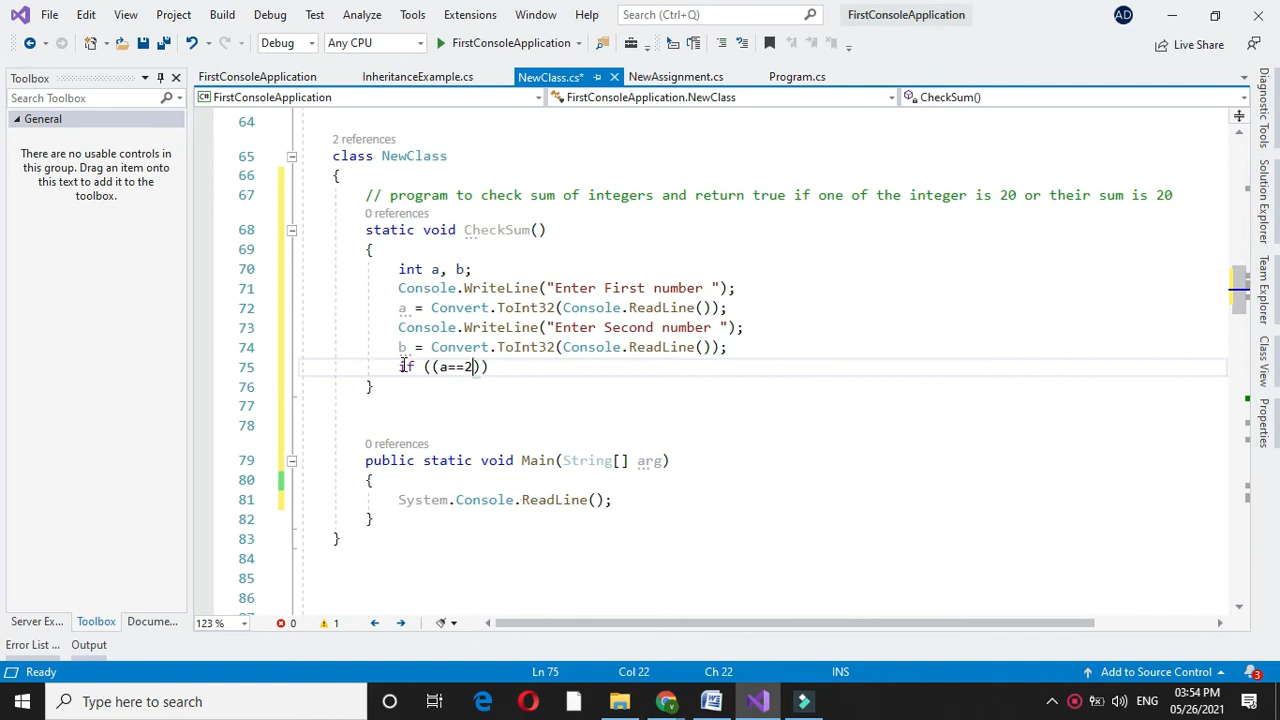 File Edit View Project Build Debug Test Analyze Tools Extensions Window Help Search (Ctrl+Q) FirstConsoleApplication AD
Debug Any CPU FirstConsoleApplication Live Share
Toolbox
Search Toolbox
General
There are no usable controls in
this group. Drag an item onto
this text to add it to the
toolbox.
Server Ex... Toolbox Docume...
FirstConsoleApplication InheritanceExample.cs NewClass.cs* NewAssignment.cs Program.cs
FirstConsoleApplication FirstConsoleApplication.NewClass CheckSum()
64
2 references
65 class NewClass
66 {
67 // program to check sum of integers and return true if one of the integer is 20 or their sum is 20
0 references
68 static void CheckSum()
69 {
70 int a, b;
71 Console.WriteLine("Enter First number ");
72 a = Convert.ToInt32(Console.ReadLine());
73 Console.WriteLine("Enter Second number ");
74 b = Convert.ToInt32(Console.ReadLine());
75 if ((a==2))
76 }
77
78
0 references
79 public static void Main(String[] arg)
80 {
81 System.Console.ReadLine();
82 }
83 }
84
85
86
123 % 0 1
Diagnostic Tools
Solution Explorer
Team Explorer
Class View
Properties
Error List ... Output
Ready Ln 75 Col 22 Ch 22 INS Add to Source Control 3
Type here to search ENG 03:54 PM
05/26/2021